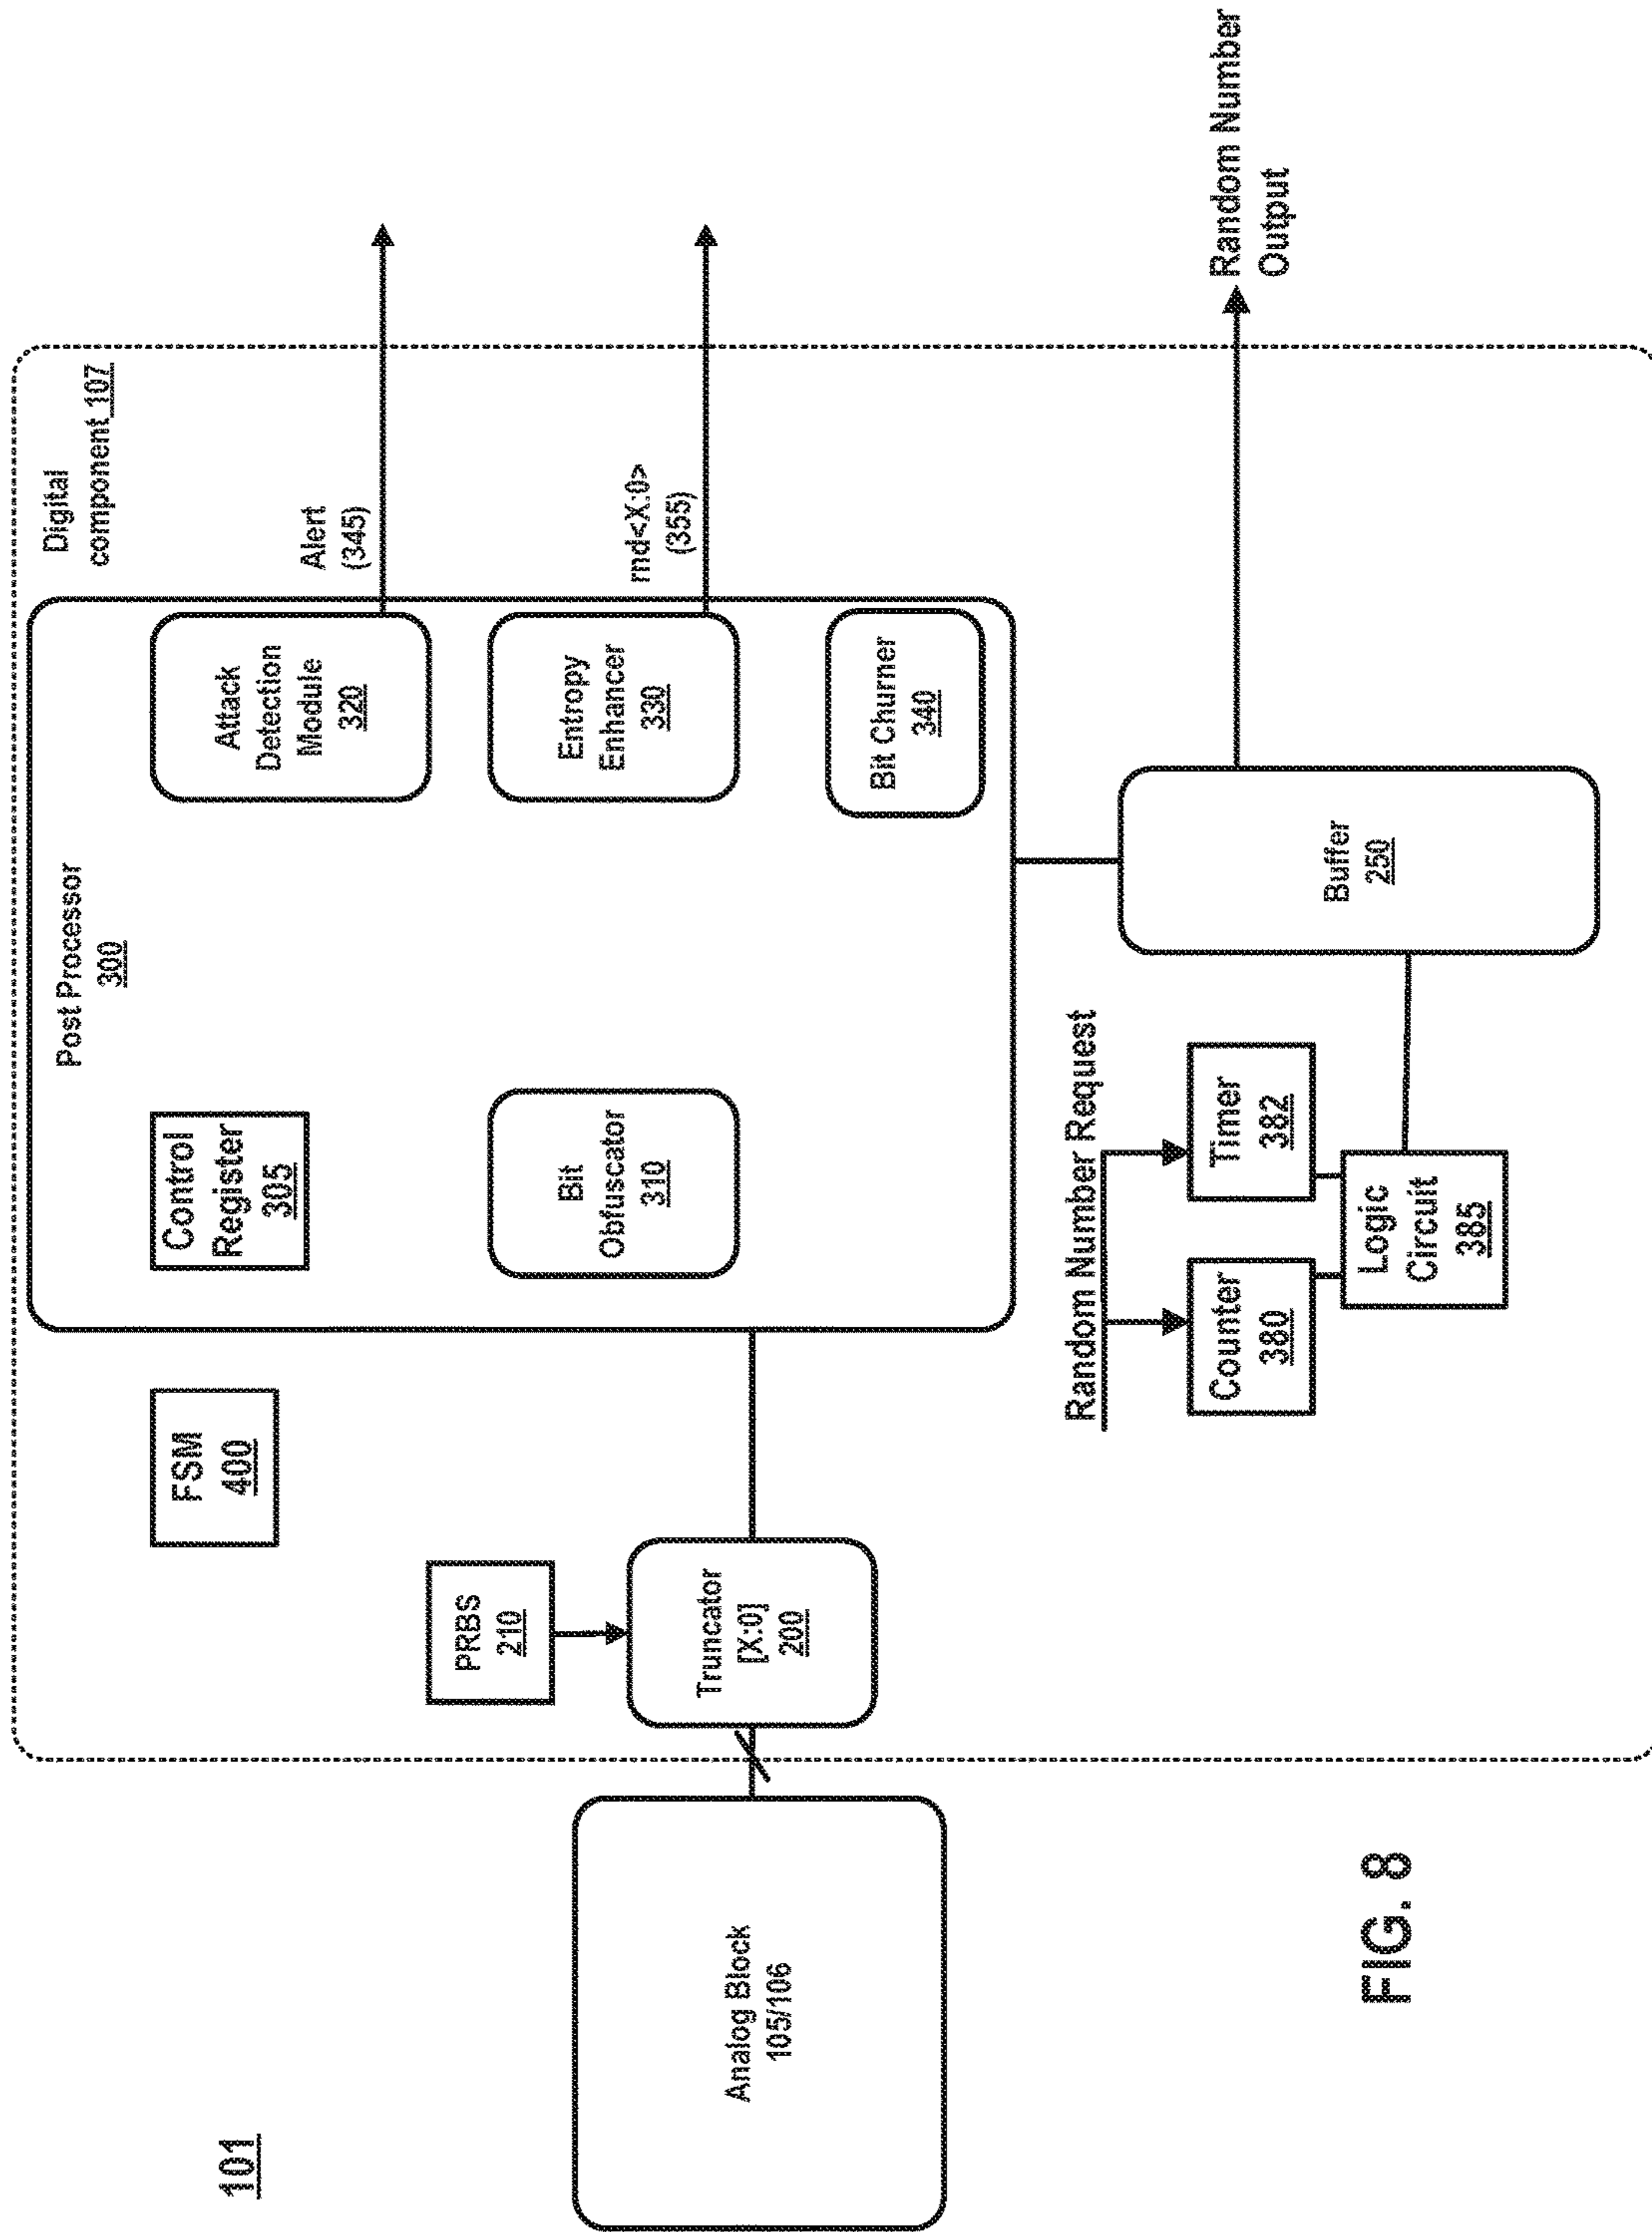 101
Digital
component 107
Post Processor
300
Control
Register
305
Attack
Detection
Module
320
Alert
(345)
FSM
400
PRBS
210
Bit
Obfuscator
310
Entropy
Enhancer
330
rnd<X:0>
(355)
Analog Block
105/106
Truncator
[X:0]
200
Bit Churner
340
Random Number Request
Counter
380
Timer
382
Logic
Circuit
385
Buffer
250
Random Number
Output
FIG. 8